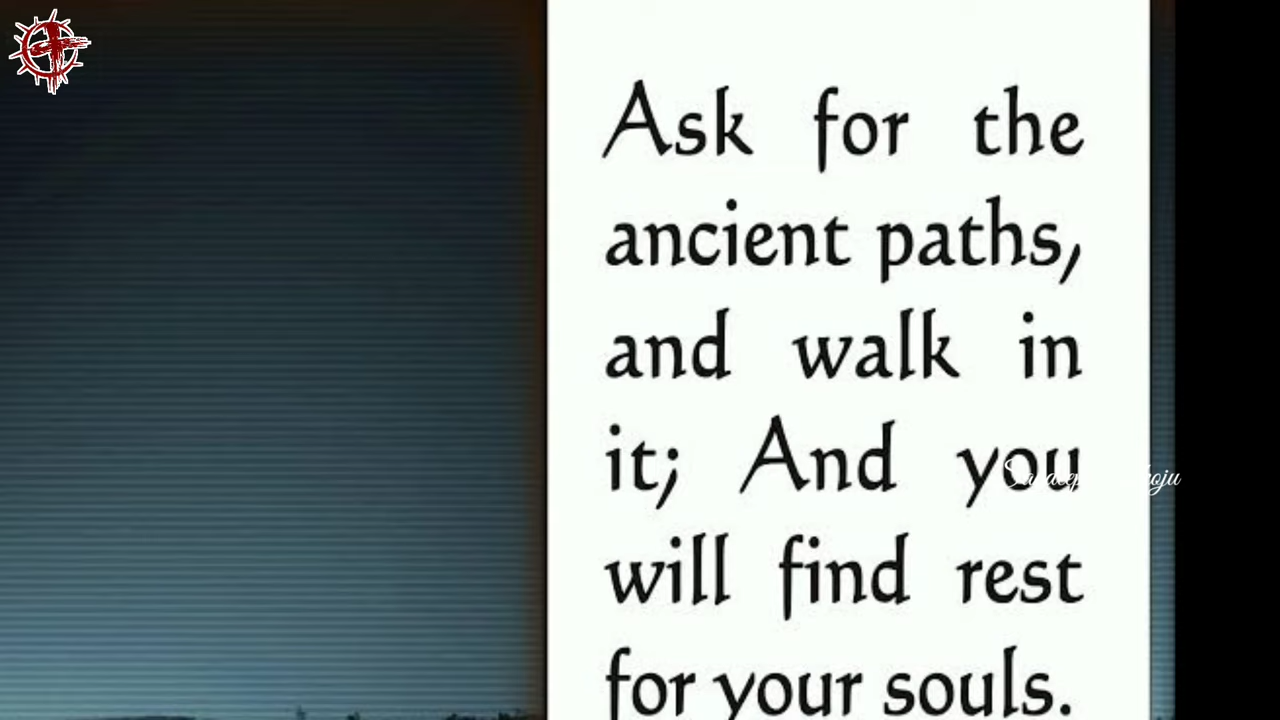 Ask for the
ancient paths,
and walk in
it; And you
will find rest
for your souls.